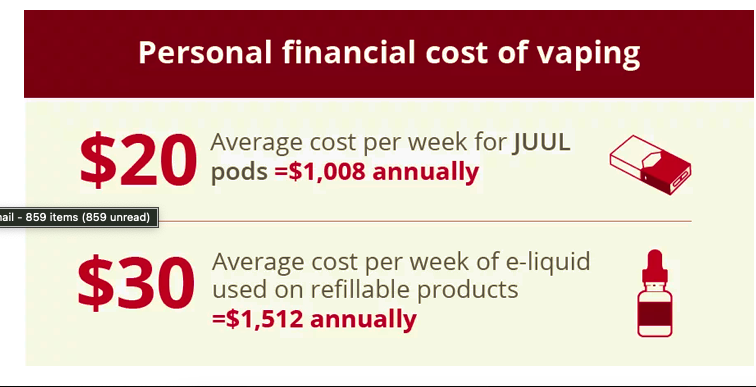 Personal financial cost of vaping
$20
Average cost per week for JUUL
pods =$1,008 annually
ail - 859 items (859 unread)
$30
Average cost per week of e-liquid
used on refillable products
=$1,512 annually